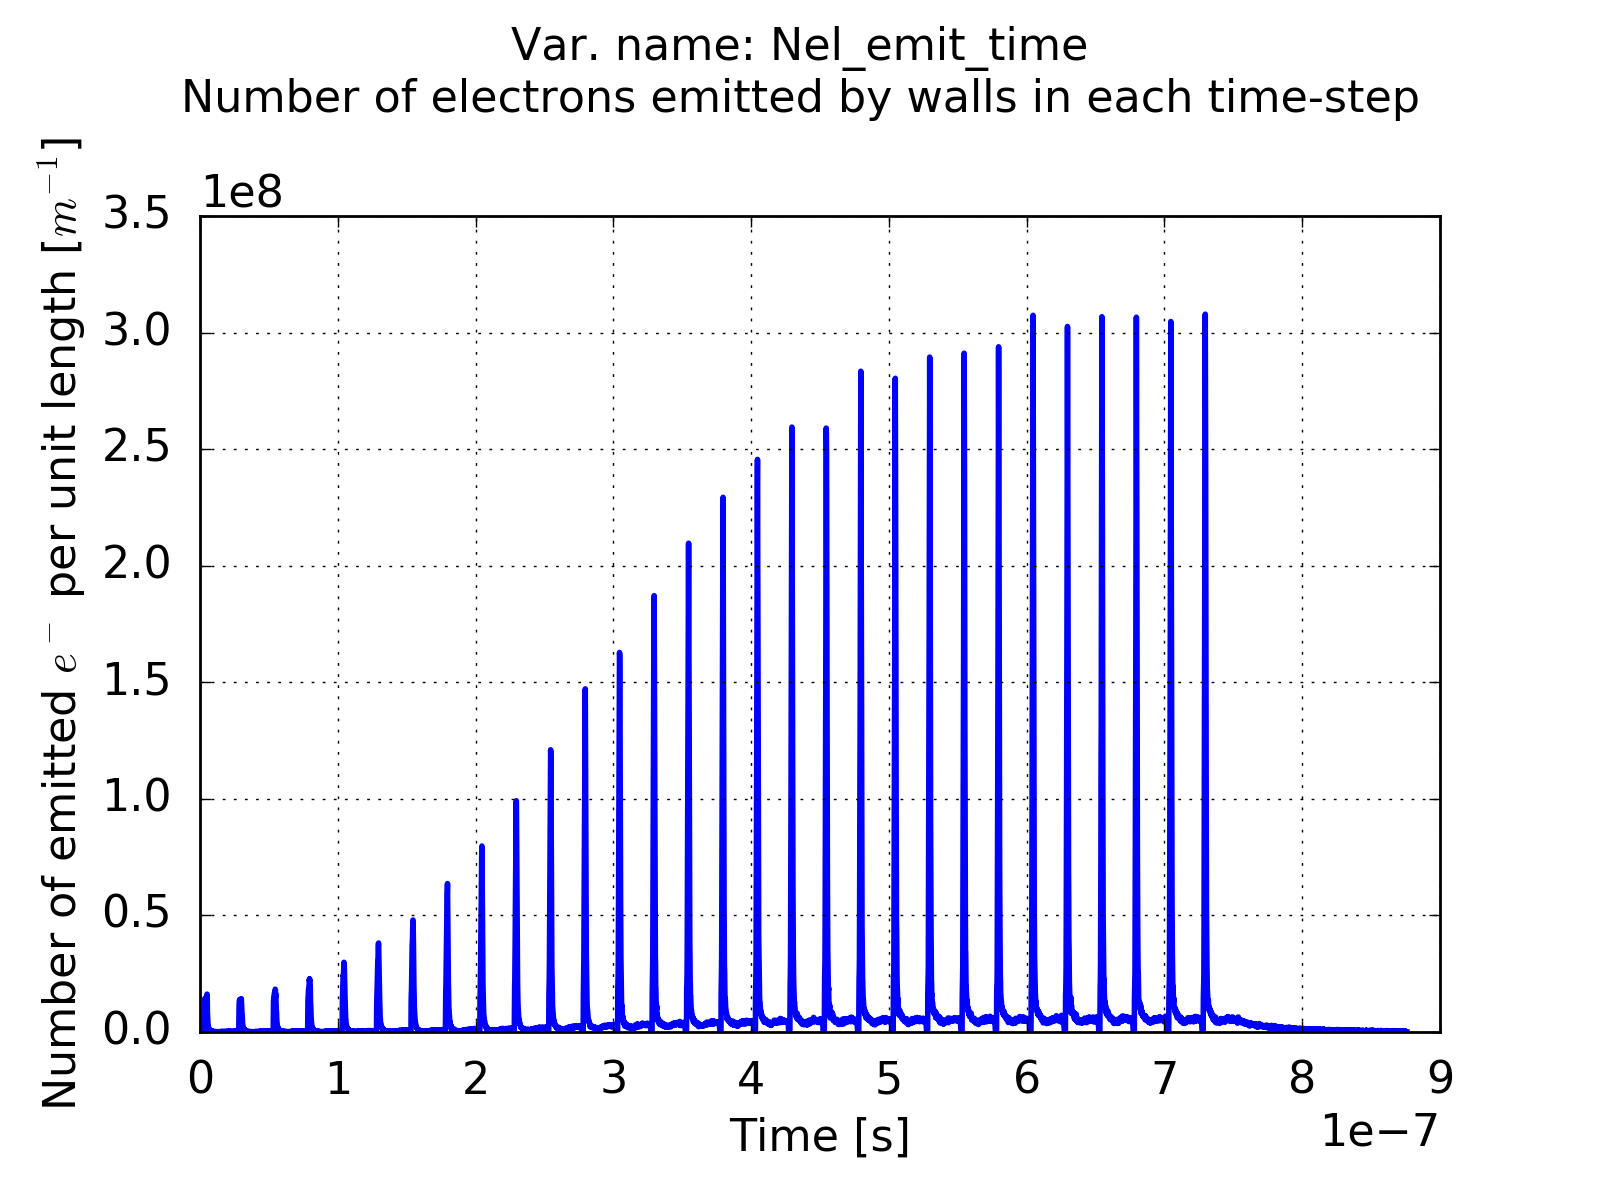 Var. name: Nel_emit_time
Number of electrons emitted by walls in each time-step
Number of emitted e⁻ per unit length [m⁻¹]
1e8
3.5
3.0
2.5
2.0
1.5
1.0
0.5
0.0
0 1 2 3 4 5 6 7 8 9
Time [s]
1e−7